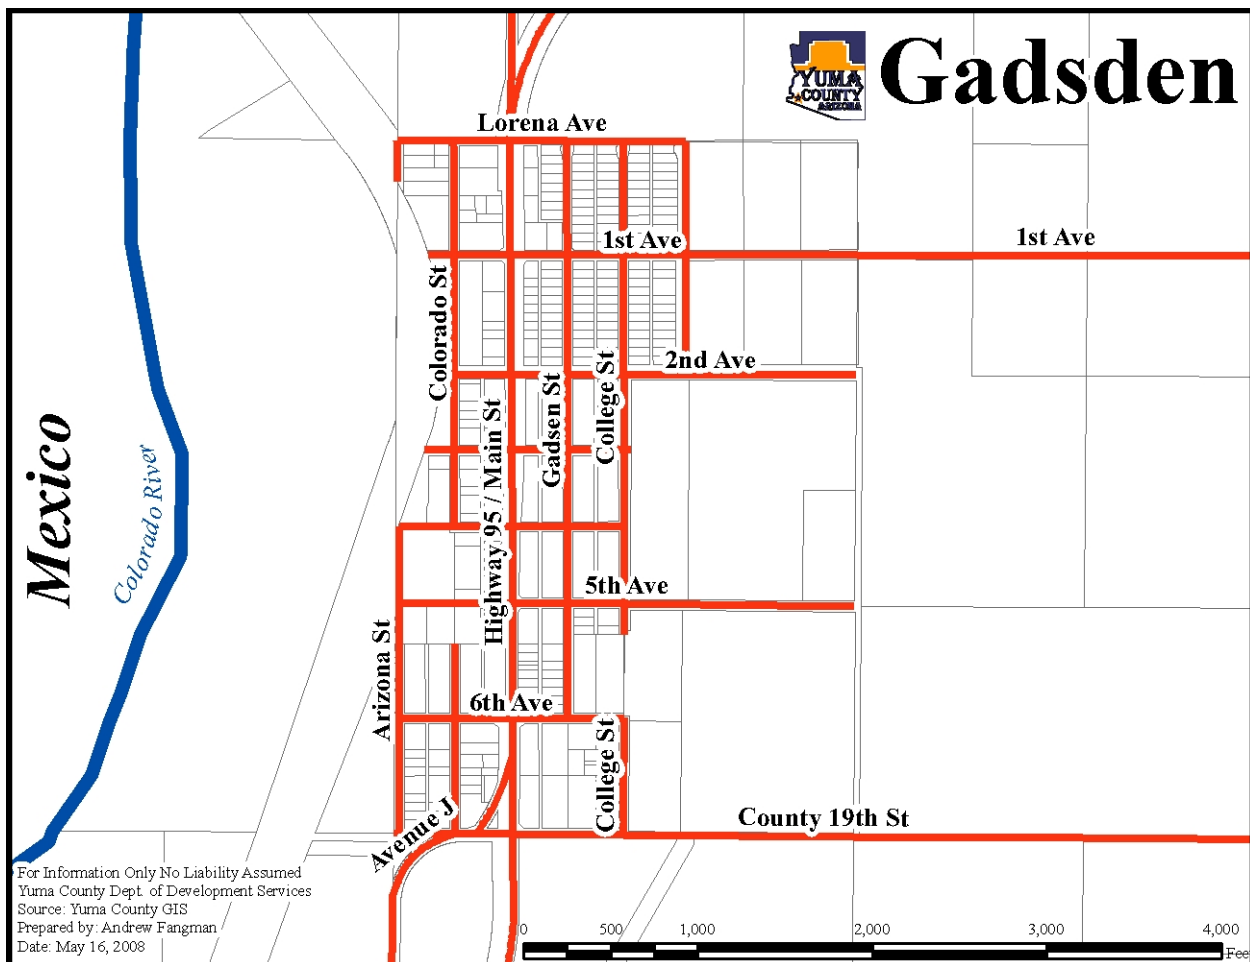 Gadsden
YUMA
COUNTY
ARIZONA
Lorena Ave
1st Ave
1st Ave
Colorado St
2nd Ave
College St
Gadsen St
Highway 95 / Main St
Mexico
Colorado River
5th Ave
Arizona St
6th Ave
College St
Avenue J
County 19th St
For Information Only No Liability Assumed
Yuma County Dept. of Development Services
Source: Yuma County GIS
Prepared by: Andrew Fangman
Date: May 16, 2008
0 500 1,000 2,000 3,000 4,000
Feet